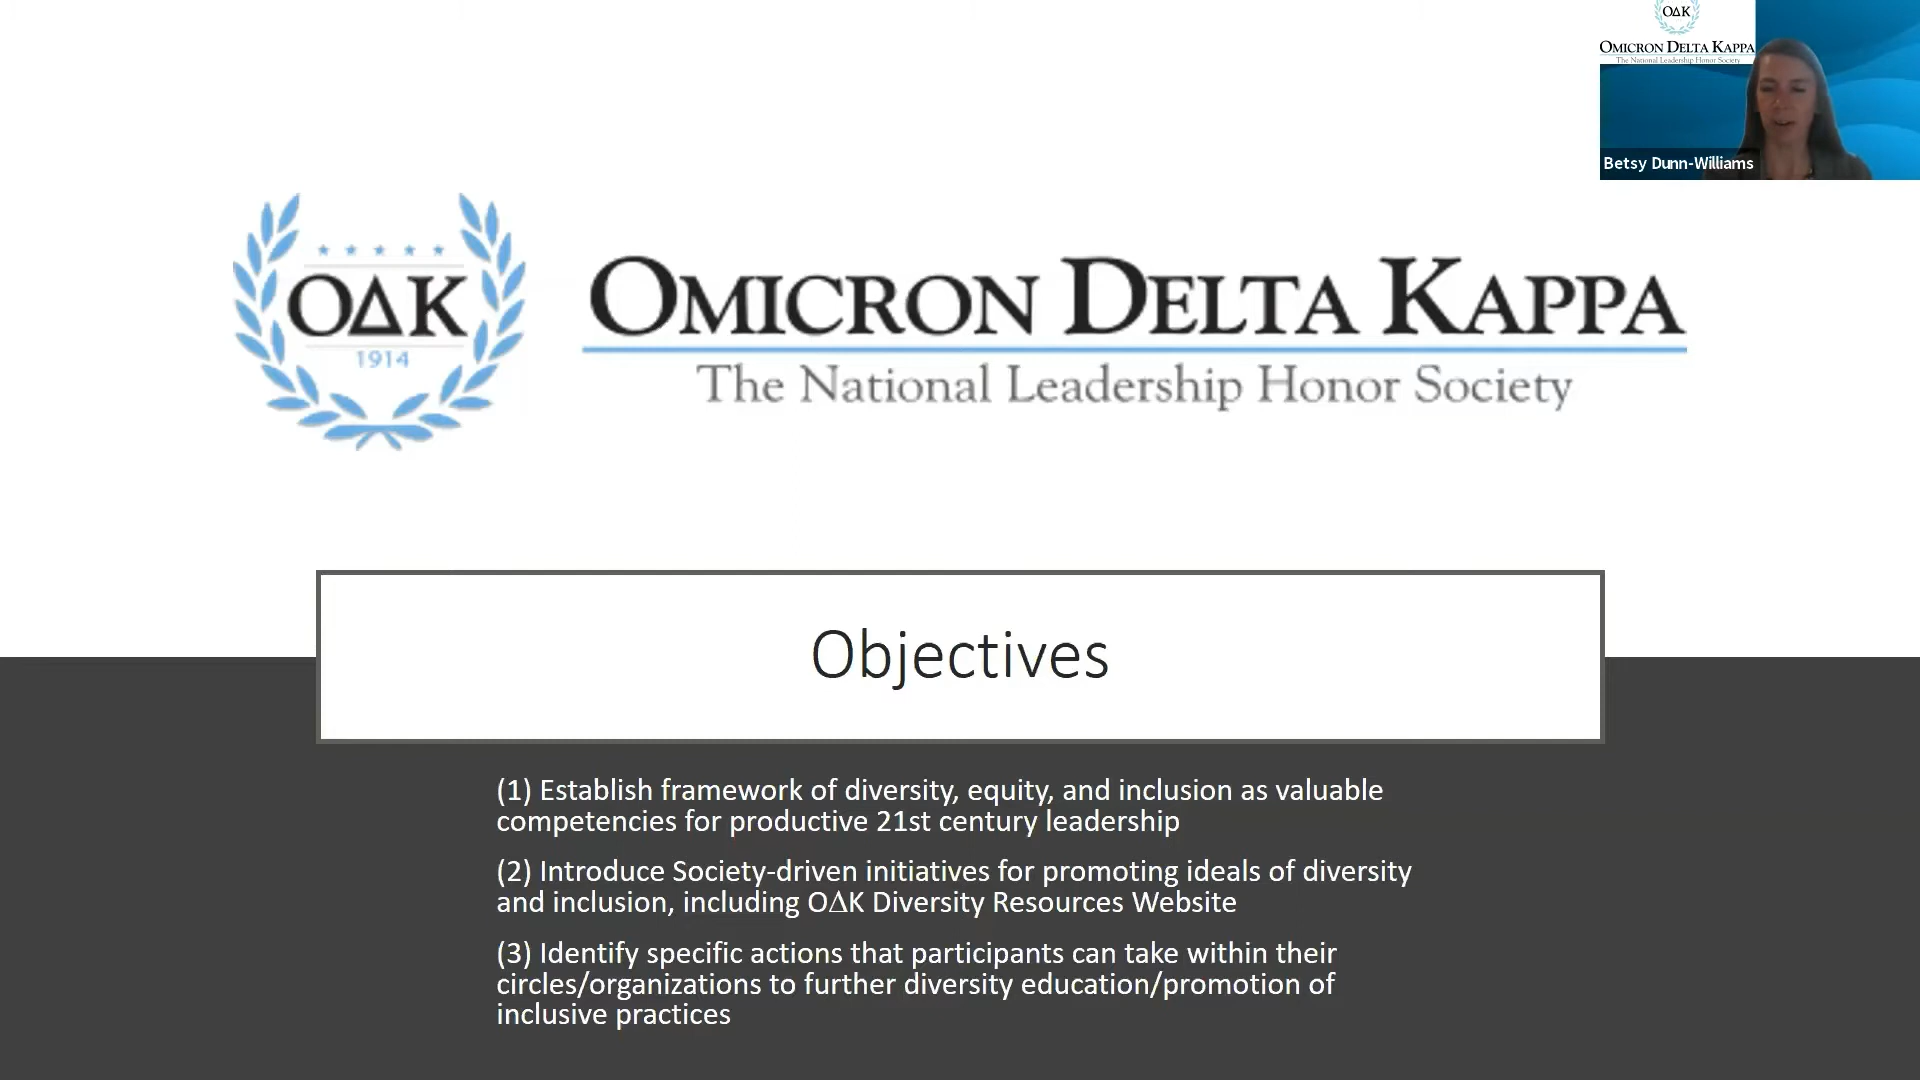 ΟΔΚ
OMICRON DELTA KAPPA
The National Leadership Honor Society
Betsy Dunn-Williams
ΟΔΚ
1914
OMICRON DELTA KAPPA
The National Leadership Honor Society
Objectives
(1) Establish framework of diversity, equity, and inclusion as valuable
competencies for productive 21st century leadership
(2) Introduce Society-driven initiatives for promoting ideals of diversity
and inclusion, including OΔK Diversity Resources Website
(3) Identify specific actions that participants can take within their
circles/organizations to further diversity education/promotion of
inclusive practices